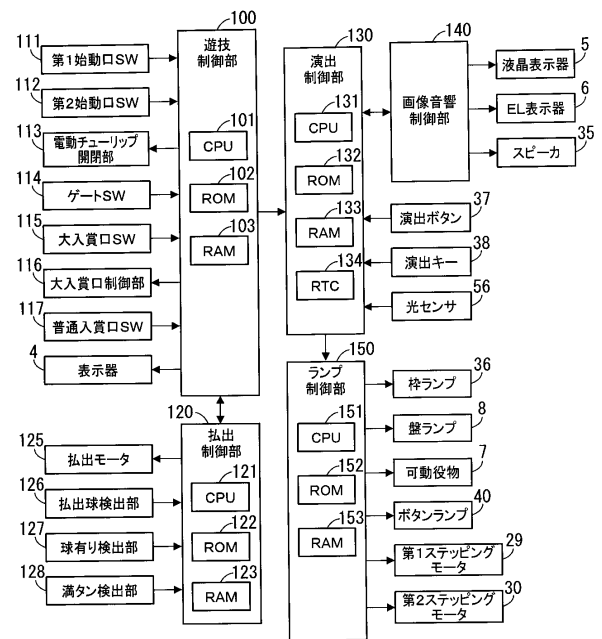 100
遊技
制御部
101
CPU
102
ROM
103
RAM
111
第1始動口SW
112
第2始動口SW
113
電動チューリップ
開閉部
114
ゲートSW
115
大入賞口SW
116
大入賞口制御部
117
普通入賞口SW
4
表示器
120
払出
制御部
121
CPU
122
ROM
123
RAM
125
払出モータ
126
払出球検出部
127
球有り検出部
128
満タン検出部
130
演出
制御部
131
CPU
132
ROM
133
RAM
134
RTC
140
画像音響
制御部
5
液晶表示器
6
EL表示器
35
スピーカ
37
演出ボタン
38
演出キー
56
光センサ
150
ランプ
制御部
151
CPU
152
ROM
153
RAM
36
枠ランプ
8
盤ランプ
7
可動役物
40
ボタンランプ
29
第1ステッピング
モータ
30
第2ステッピング
モータ